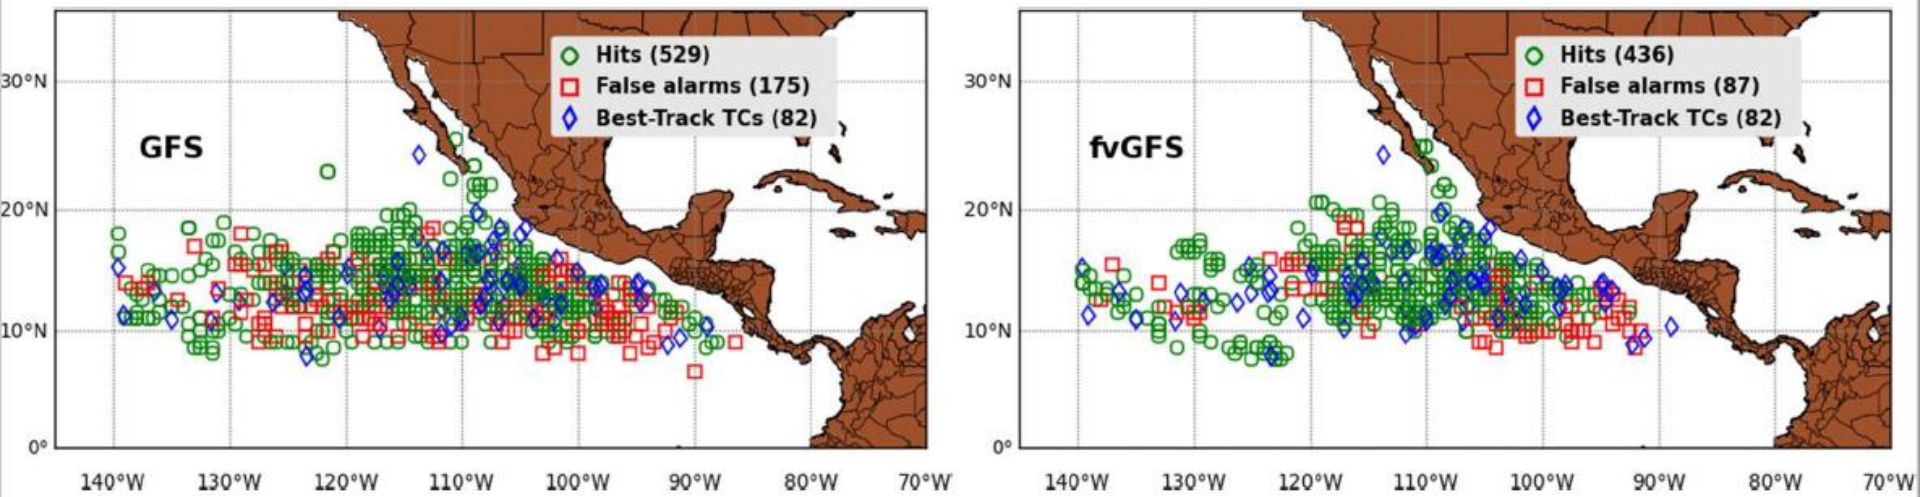 Hits (529)
False alarms (175)
Best-Track TCs (82)
GFS
30°N
20°N
10°N
0°
140°W 130°W 120°W 110°W 100°W 90°W 80°W 70°W
Hits (436)
False alarms (87)
Best-Track TCs (82)
fvGFS
30°N
20°N
10°N
0°
140°W 130°W 120°W 110°W 100°W 90°W 80°W 70°W